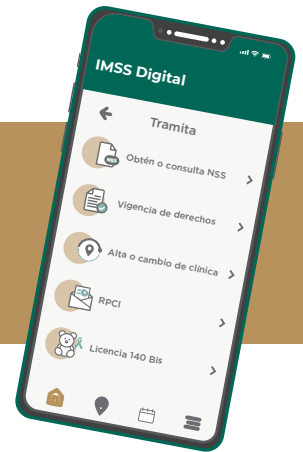 IMSS Digital
Tramita
Obtén o consulta NSS
Vigencia de derechos
Alta o cambio de clínica
RPCI
Licencia 140 Bis